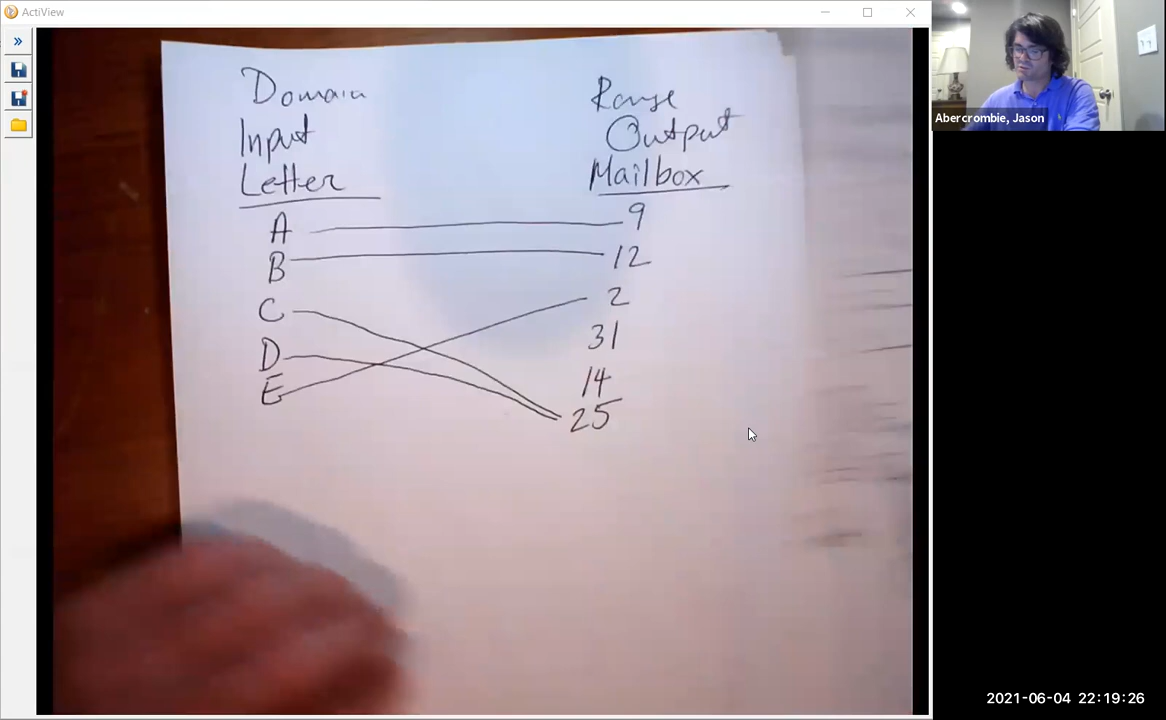 ActiView
Domain
Range
Input
Output
Letter
Mailbox
A
9
B
12
C
2
D
31
E
14
25
Abercrombie, Jason
2021-06-04 22:19:26